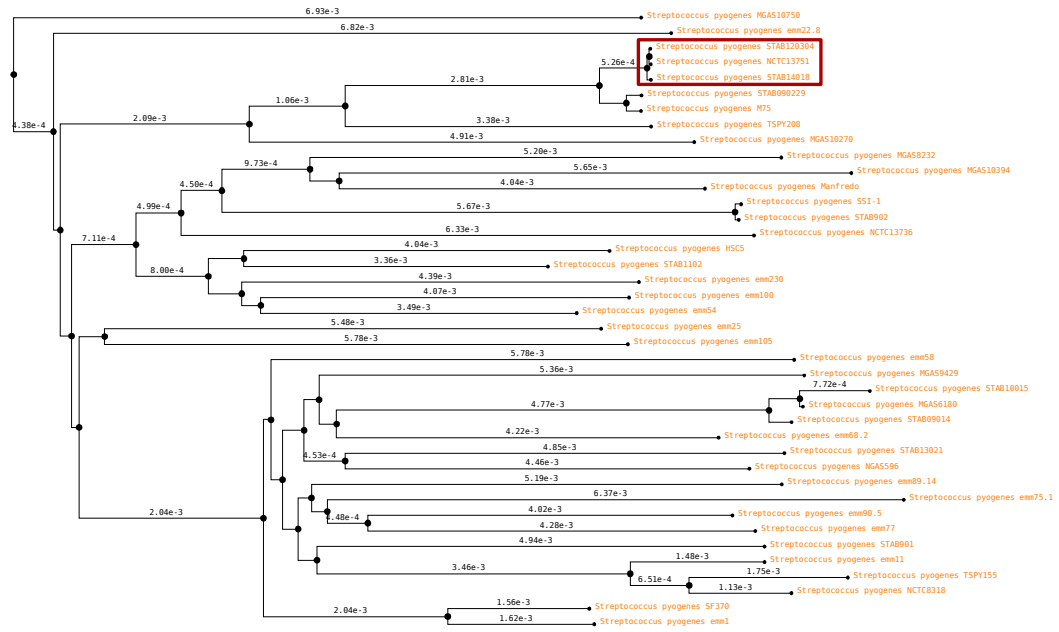 6.93e-3 Streptococcus pyogenes MGAS10750
6.82e-3 Streptococcus pyogenes emm22.8
Streptococcus pyogenes STAB120304
5.26e-4 Streptococcus pyogenes NCTC13751
Streptococcus pyogenes STAB14018
2.81e-3
Streptococcus pyogenes STAB090229
1.06e-3 Streptococcus pyogenes M75
4.38e-4 2.09e-3 3.38e-3 Streptococcus pyogenes TSPY208
4.91e-3 Streptococcus pyogenes MGAS10270
5.20e-3 Streptococcus pyogenes MGAS8232
9.73e-4 5.65e-3 Streptococcus pyogenes MGAS10394
4.50e-4 4.04e-3 Streptococcus pyogenes Manfredo
4.99e-4 5.67e-3 Streptococcus pyogenes SSI-1
Streptococcus pyogenes STAB902
6.33e-3 Streptococcus pyogenes NCTC13736
7.11e-4 4.04e-3 Streptococcus pyogenes HSC5
8.00e-4 3.36e-3 Streptococcus pyogenes STAB1102
4.39e-3 Streptococcus pyogenes emm230
4.07e-3 Streptococcus pyogenes emm100
3.49e-3 Streptococcus pyogenes emm54
5.48e-3 Streptococcus pyogenes emm25
5.78e-3 Streptococcus pyogenes emm105
5.78e-3 Streptococcus pyogenes emm58
5.36e-3 Streptococcus pyogenes MGAS9429
7.72e-4 Streptococcus pyogenes STAB10015
4.77e-3 Streptococcus pyogenes MGAS6180
Streptococcus pyogenes STAB09014
4.22e-3 Streptococcus pyogenes emm68.2
4.53e-4 4.85e-3 Streptococcus pyogenes STAB13021
4.46e-3 Streptococcus pyogenes NGAS596
5.19e-3 Streptococcus pyogenes emm89.14
6.37e-3 Streptococcus pyogenes emm75.1
2.04e-3 4.48e-4 4.02e-3 Streptococcus pyogenes emm90.5
4.28e-3 Streptococcus pyogenes emm77
4.94e-3 Streptococcus pyogenes STAB901
3.46e-3 1.48e-3 Streptococcus pyogenes emm11
6.51e-4 1.75e-3 Streptococcus pyogenes TSPY155
1.13e-3 Streptococcus pyogenes NCTC8318
2.04e-3 1.56e-3 Streptococcus pyogenes SF370
1.62e-3 Streptococcus pyogenes emm1